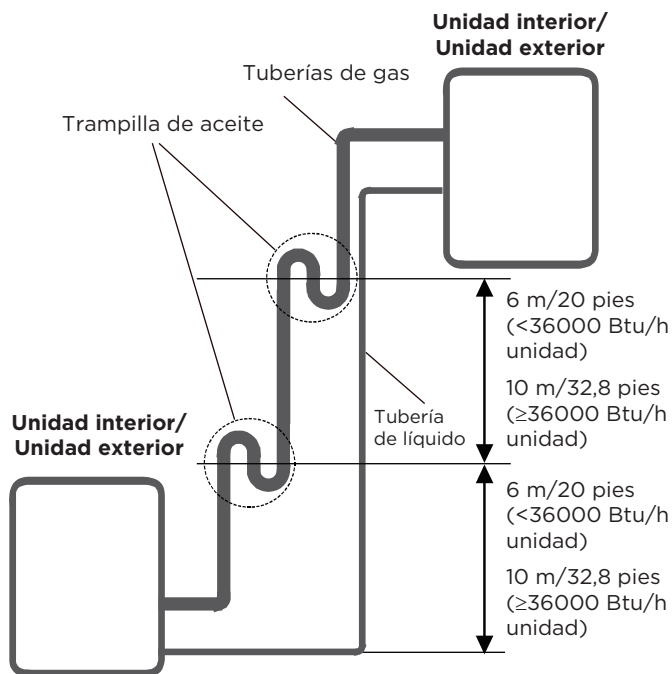 Unidad interior/
Unidad exterior
Tuberías de gas
Trampilla de aceite
6 m/20 pies
(<36000 Btu/h
unidad)
10 m/32,8 pies
(≥36000 Btu/h
unidad)
Tubería
de líquido
Unidad interior/
Unidad exterior
6 m/20 pies
(<36000 Btu/h
unidad)
10 m/32,8 pies
(≥36000 Btu/h
unidad)